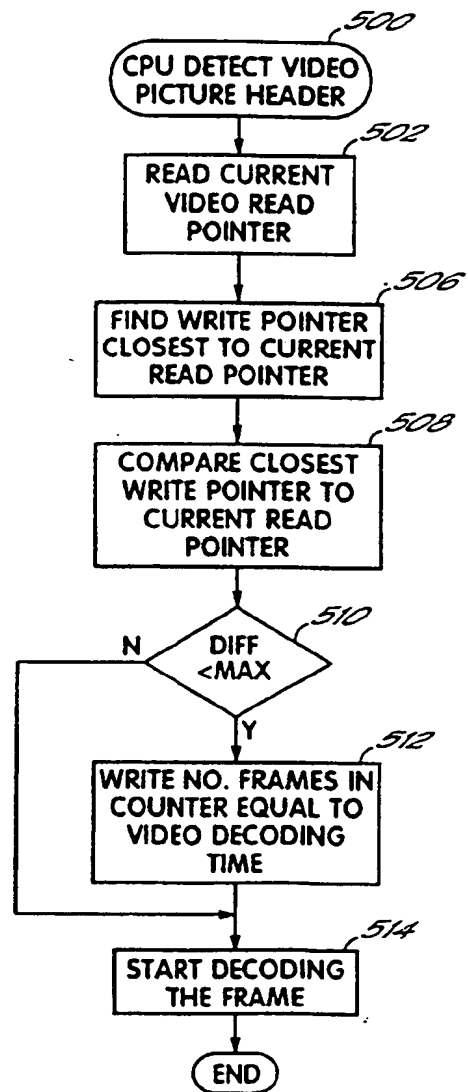 500
CPU DETECT VIDEO
PICTURE HEADER
502
READ CURRENT
VIDEO READ
POINTER
506
FIND WRITE POINTER
CLOSEST TO CURRENT
READ POINTER
508
COMPARE CLOSEST
WRITE POINTER TO
CURRENT READ
POINTER
510
N
DIFF
<MAX
Y
512
WRITE NO. FRAMES IN
COUNTER EQUAL TO
VIDEO DECODING
TIME
514
START DECODING
THE FRAME
END